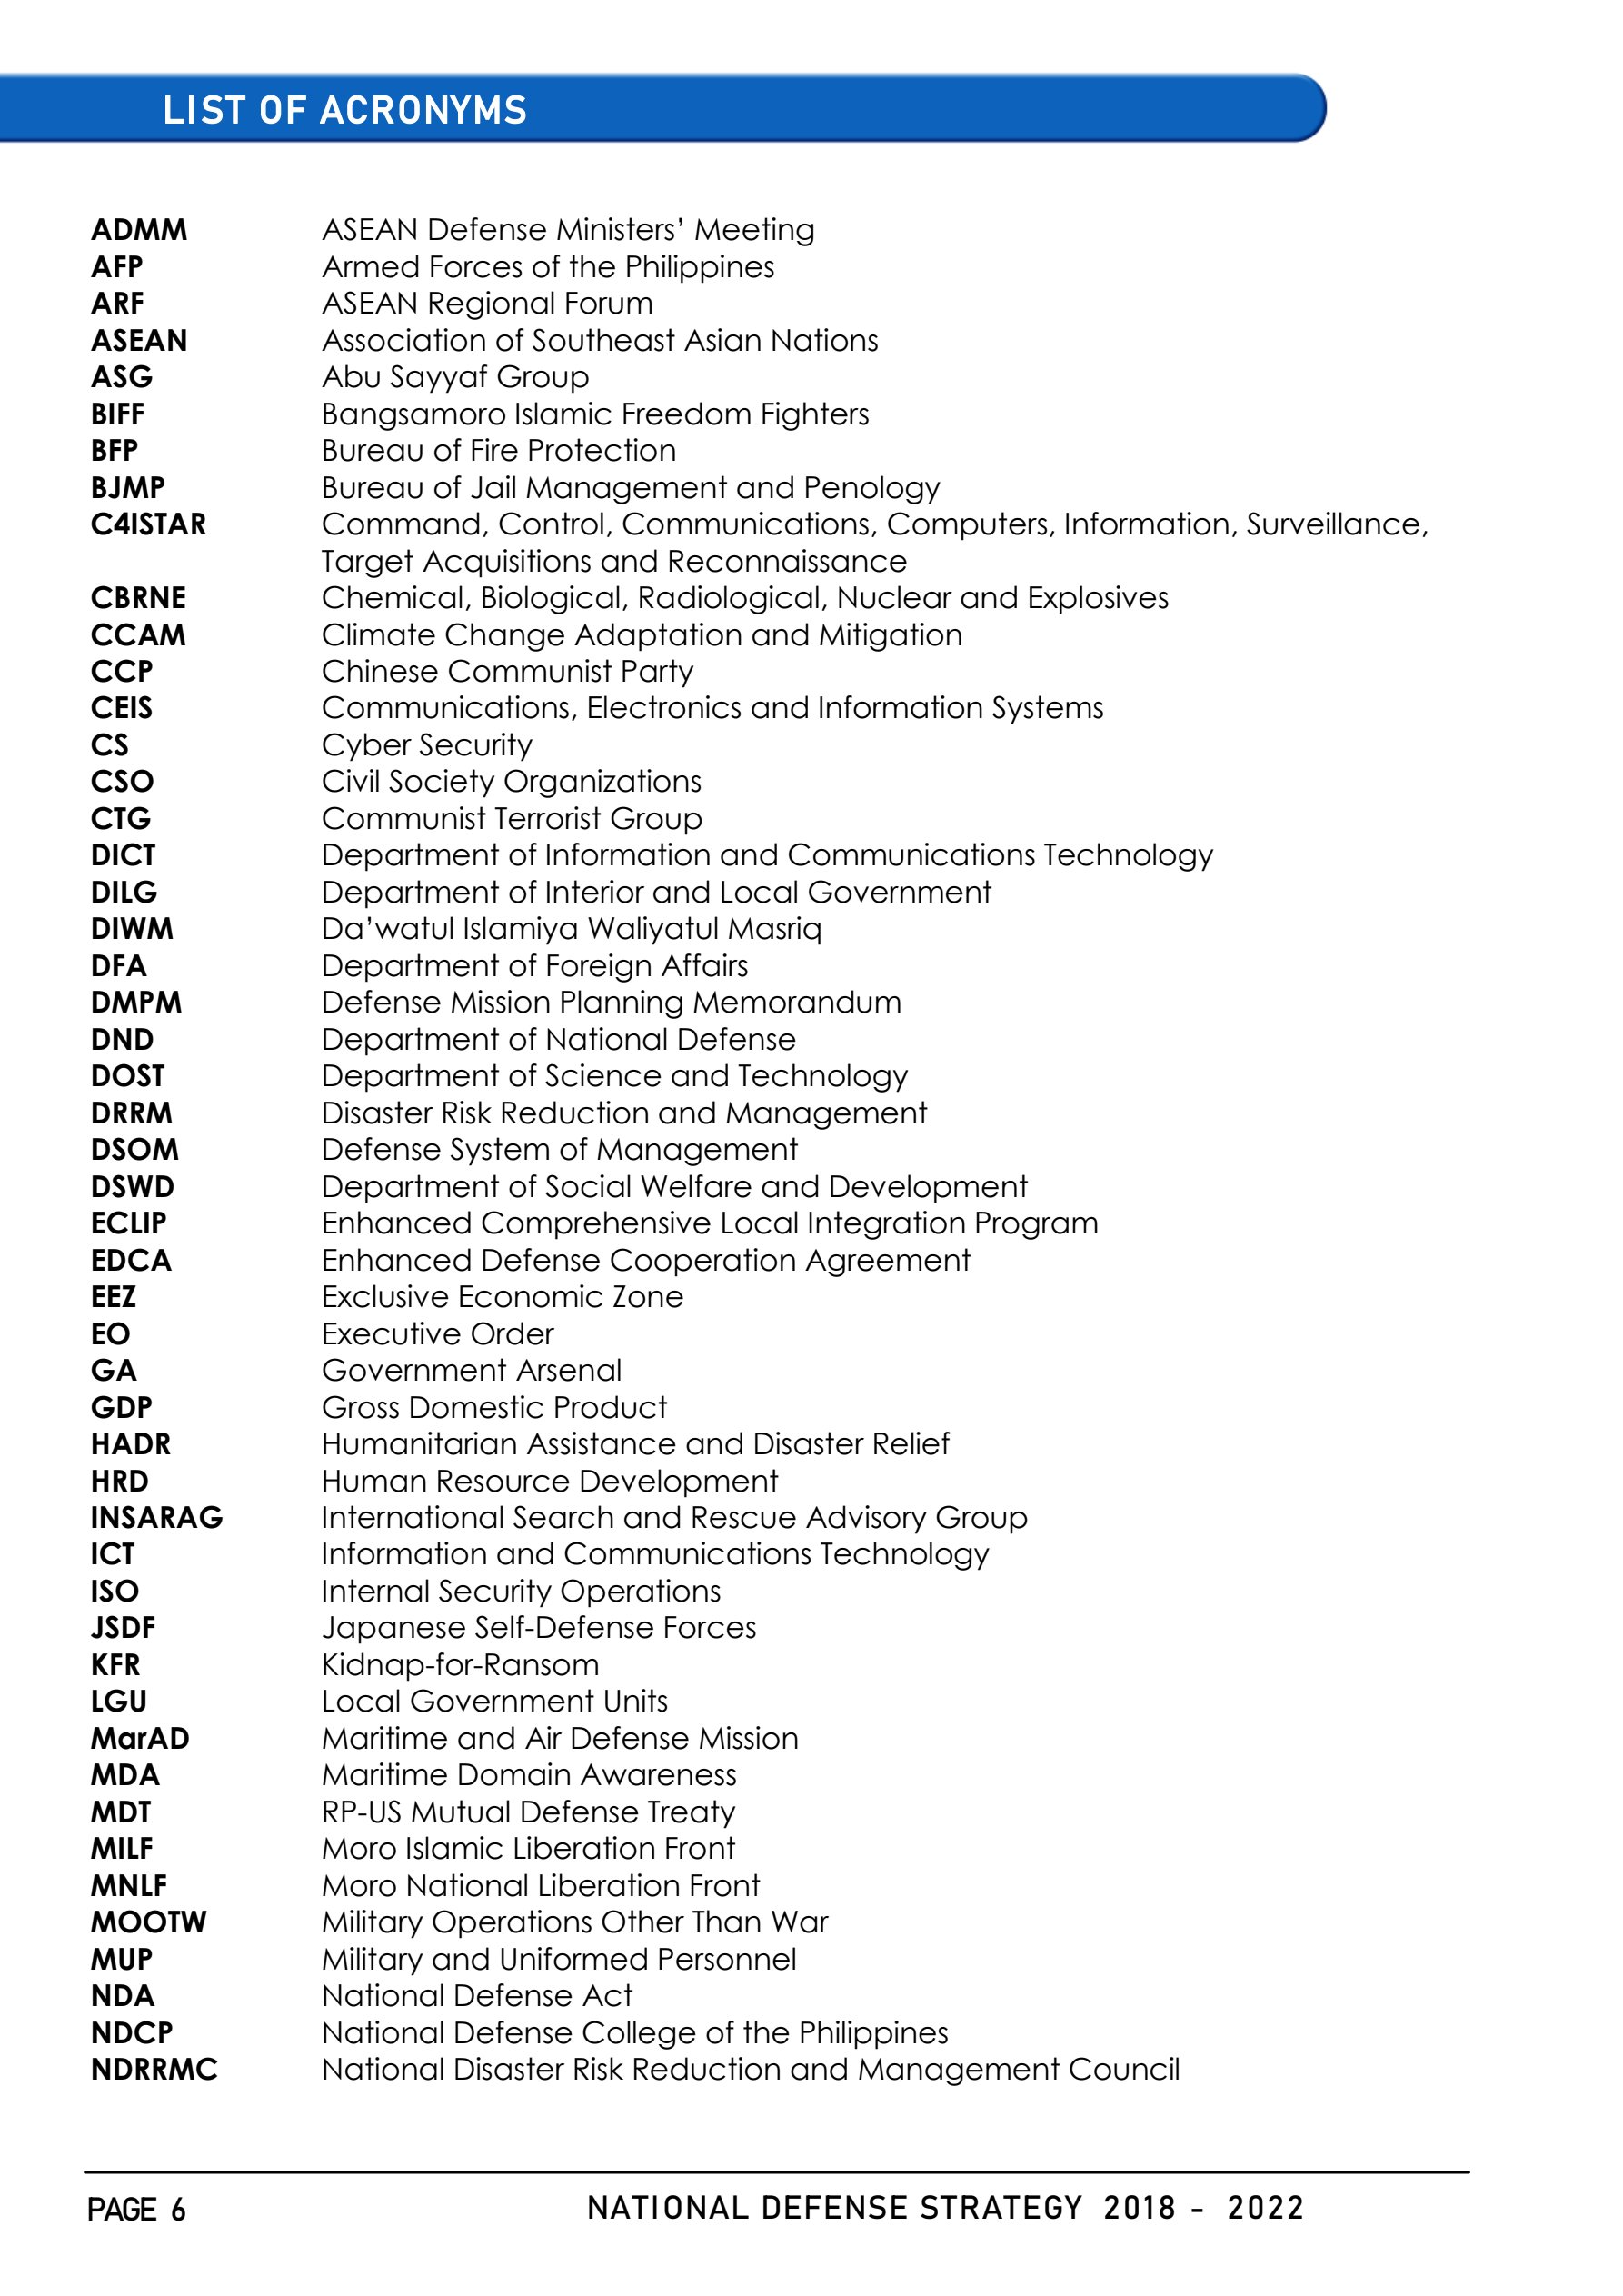 LIST OF ACRONYMS
ADMM ASEAN Defense Ministers’ Meeting
AFP Armed Forces of the Philippines
ARF ASEAN Regional Forum
ASEAN Association of Southeast Asian Nations
ASG Abu Sayyaf Group
BIFF Bangsamoro Islamic Freedom Fighters
BFP Bureau of Fire Protection
BJMP Bureau of Jail Management and Penology
C4ISTAR Command, Control, Communications, Computers, Information, Surveillance,
Target Acquisitions and Reconnaissance
CBRNE Chemical, Biological, Radiological, Nuclear and Explosives
CCAM Climate Change Adaptation and Mitigation
CCP Chinese Communist Party
CEIS Communications, Electronics and Information Systems
CS Cyber Security
CSO Civil Society Organizations
CTG Communist Terrorist Group
DICT Department of Information and Communications Technology
DILG Department of Interior and Local Government
DIWM Da’watul Islamiya Waliyatul Masriq
DFA Department of Foreign Affairs
DMPM Defense Mission Planning Memorandum
DND Department of National Defense
DOST Department of Science and Technology
DRRM Disaster Risk Reduction and Management
DSOM Defense System of Management
DSWD Department of Social Welfare and Development
ECLIP Enhanced Comprehensive Local Integration Program
EDCA Enhanced Defense Cooperation Agreement
EEZ Exclusive Economic Zone
EO Executive Order
GA Government Arsenal
GDP Gross Domestic Product
HADR Humanitarian Assistance and Disaster Relief
HRD Human Resource Development
INSARAG International Search and Rescue Advisory Group
ICT Information and Communications Technology
ISO Internal Security Operations
JSDF Japanese Self-Defense Forces
KFR Kidnap-for-Ransom
LGU Local Government Units
MarAD Maritime and Air Defense Mission
MDA Maritime Domain Awareness
MDT RP-US Mutual Defense Treaty
MILF Moro Islamic Liberation Front
MNLF Moro National Liberation Front
MOOTW Military Operations Other Than War
MUP Military and Uniformed Personnel
NDA National Defense Act
NDCP National Defense College of the Philippines
NDRRMC National Disaster Risk Reduction and Management Council
PAGE 6 NATIONAL DEFENSE STRATEGY 2018 - 2022